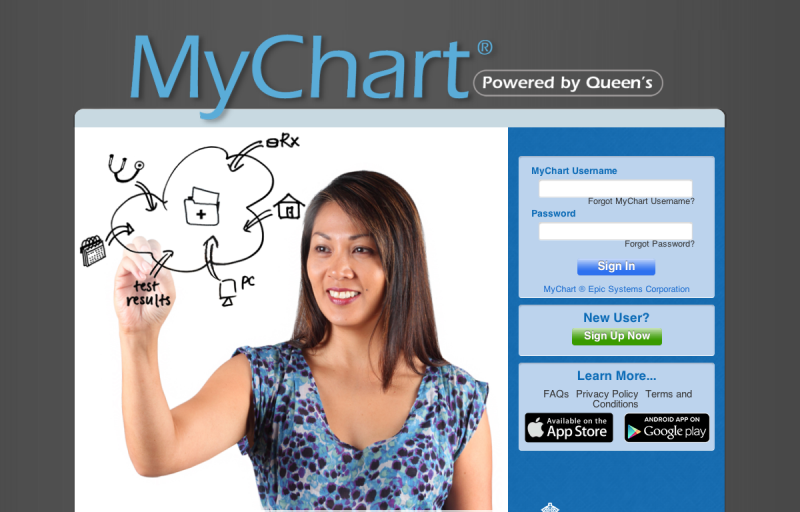 MyChart®
Powered by Queen's
Rx
PC
test
results
MyChart Username
Forgot MyChart Username?
Password
Forgot Password?
Sign In
MyChart ® Epic Systems Corporation
New User?
Sign Up Now
Learn More...
FAQs Privacy Policy Terms and
Conditions
Available on the
App Store
ANDROID APP ON
Google play